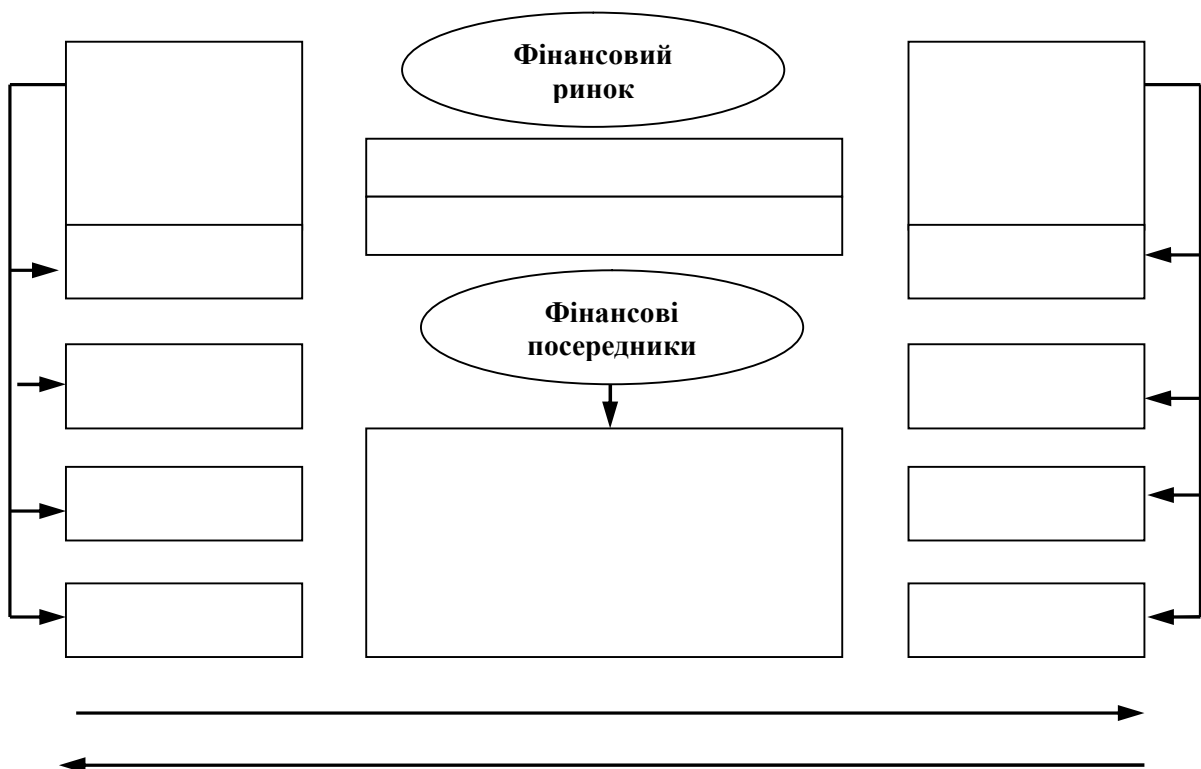 Фінансовий
ринок
Фінансові
посередники